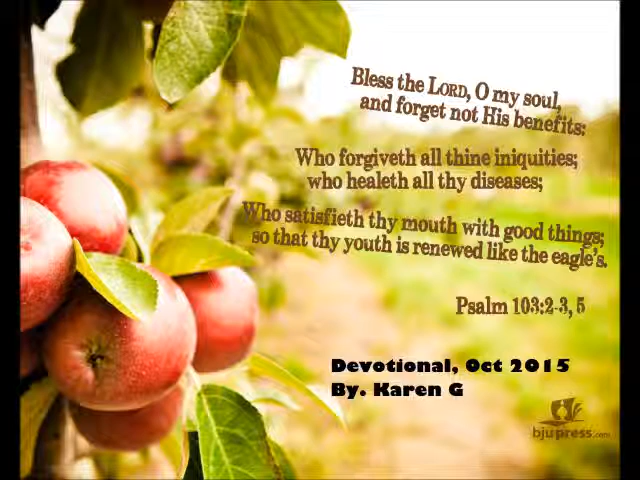 Bless the LORD, O my soul,
and forget not His benefits:
Who forgiveth all thine iniquities;
who healeth all thy diseases;
Who satisfieth thy mouth with good things;
so that thy youth is renewed like the eagle's.
Psalm 103:2-3, 5
Devotional, Oct 2015
By. Karen G
bjupress.com